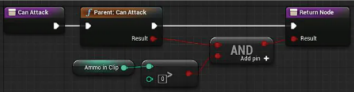 Can Attack
Parent: Can Attack
Return Node
Result
Result
AND
Add pin +
Ammo in Clip
>
0